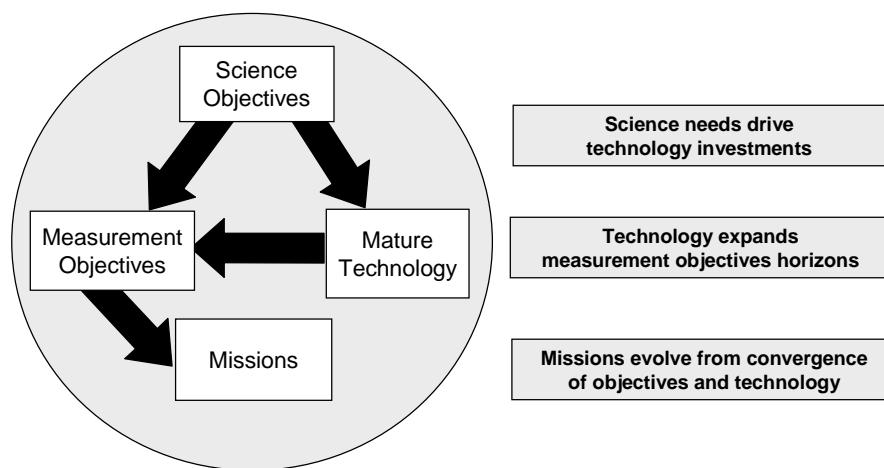 Science
Objectives
Science needs drive
technology investments
Measurement
Objectives
Mature
Technology
Technology expands
measurement objectives horizons
Missions
Missions evolve from convergence
of objectives and technology